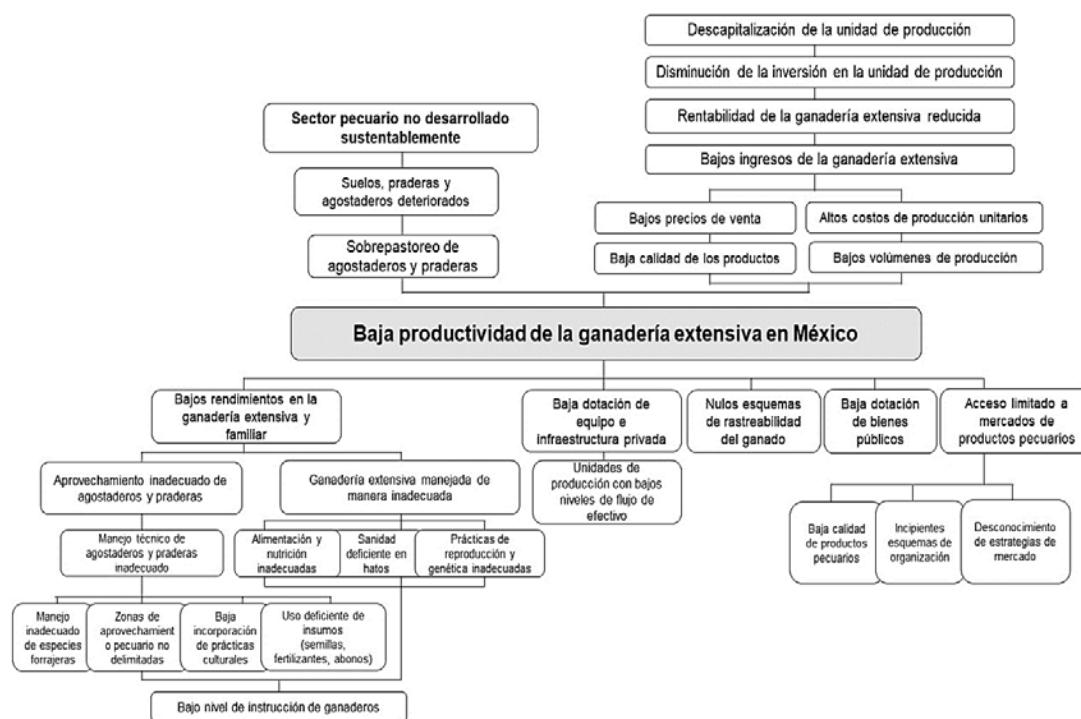 Descapitalización de la unidad de producción
Disminución de la inversión en la unidad de producción
Rentabilidad de la ganadería extensiva reducida
Bajos ingresos de la ganadería extensiva
Bajos precios de venta
Altos costos de producción unitarios
Baja calidad de los productos
Bajos volúmenes de producción
Sector pecuario no desarrollado
sustentablemente
Suelos, praderas y
agostaderos deteriorados
Sobrepastoreo de
agostaderos y praderas
Baja productividad de la ganadería extensiva en México
Bajos rendimientos en la
ganadería extensiva y
familiar
Baja dotación de
equipo e
infraestructura privada
Nulos esquemas
de rastreabilidad
del ganado
Baja dotación
de bienes
públicos
Acceso limitado a
mercados de
productos pecuarios
Aprovechamiento inadecuado de
agostaderos y praderas
Ganadería extensiva manejada de
manera inadecuada
Unidades de
producción con bajos
niveles de flujo de
efectivo
Manejo técnico de
agostaderos y praderas
inadecuado
Alimentación y
nutrición
inadecuadas
Sanidad
deficiente en
hatos
Prácticas de
reproducción y
genética inadecuadas
Baja calidad
de productos
pecuarios
Incipientes
esquemas de
organización
Desconocimiento
de estrategias de
mercado
Manejo
inadecuado
de especies
forrajeras
Zonas de
aprovechamient
o pecuario no
delimitadas
Baja
incorporación
de prácticas
culturales
Uso deficiente de
insumos
(semillas,
fertilizantes, abonos)
Bajo nivel de instrucción de ganaderos